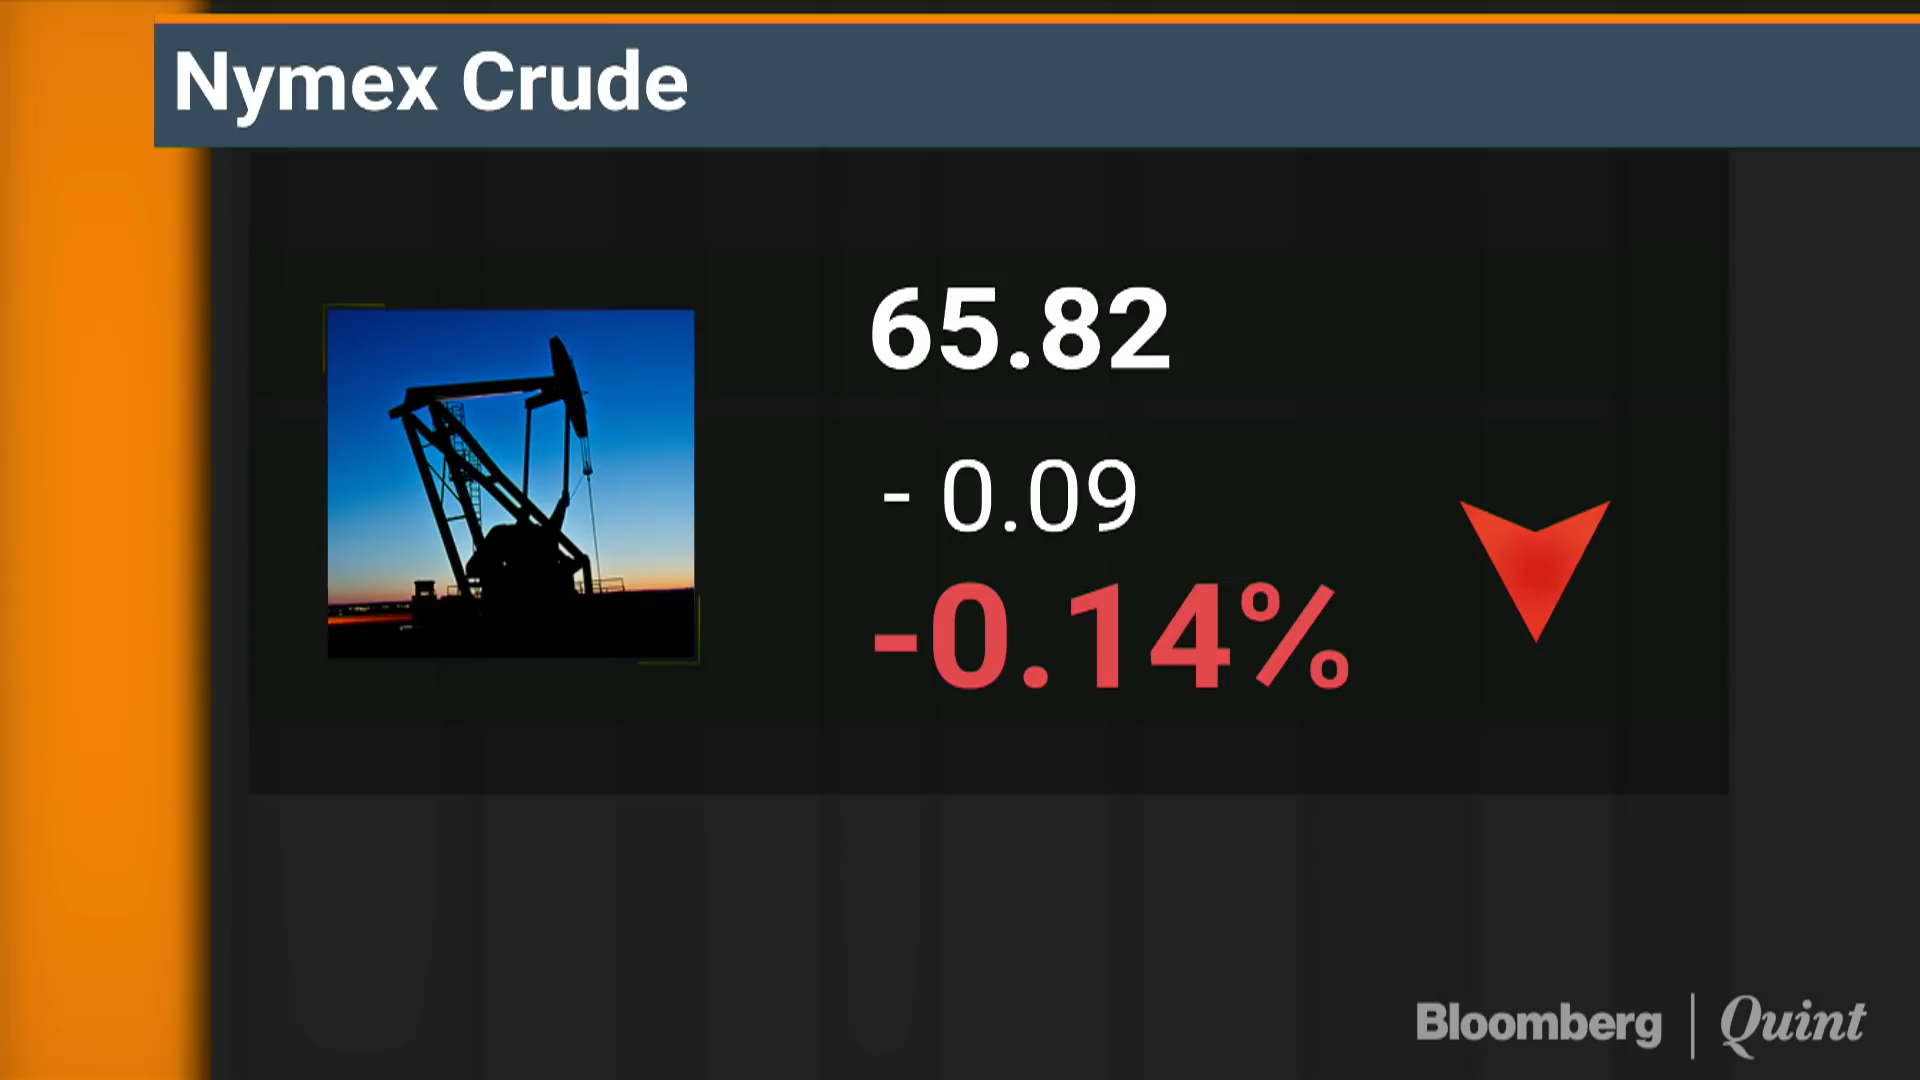 Nymex Crude
65.82
- 0.09
-0.14%
Bloomberg | Quint